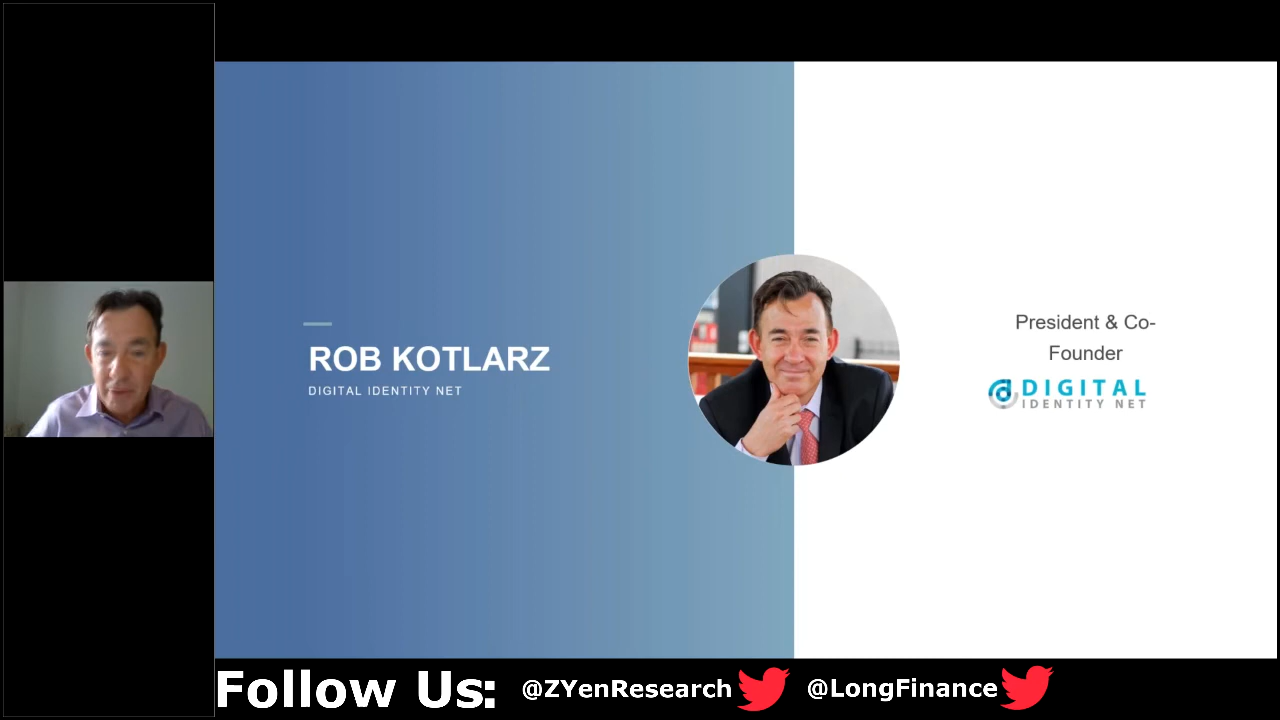 ROB KOTLARZ
DIGITAL IDENTITY NET
President & Co-
Founder
DIGITAL
IDENTITY NET
Follow Us: @ZYenResearch @LongFinance